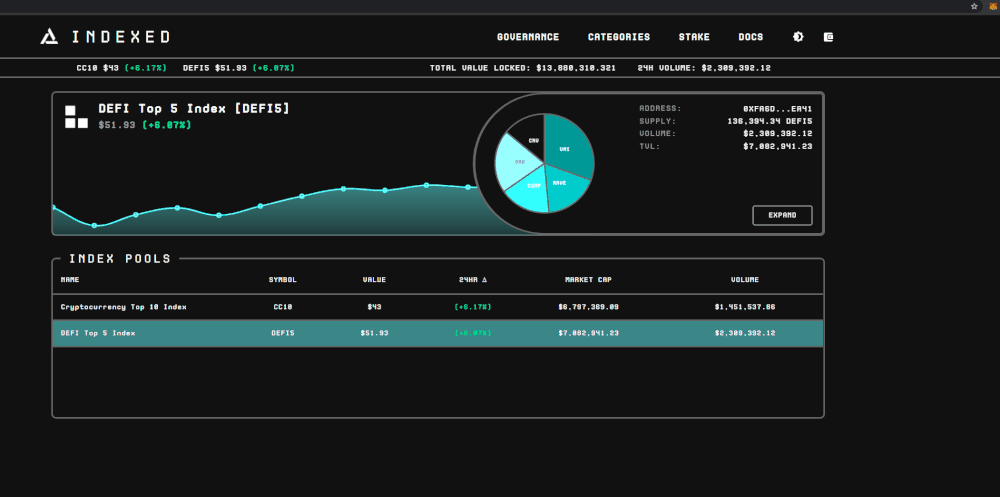 INDEXED
GOVERNANCE CATEGORIES STAKE DOCS
CC10 $43 (+6.17%) DEFI5 $51.93 (+6.07%) TOTAL VALUE LOCKED: $13,880,310.321 24H VOLUME: $2,309,392.12
DEFI Top 5 Index [DEFI5]
$51.93 (+6.07%)
CRV
UNI
AAVE
COMP
SNX
ADDRESS: 0XFA6D...EA41
SUPPLY: 136,394.34 DEFI5
VOLUME: $2,309,392.12
TVL: $7,082,941.23
EXPAND
INDEX POOLS
NAME SYMBOL VALUE 24HR Δ MARKET CAP VOLUME
Cryptocurrency Top 10 Index CC10 $43 (+6.17%) $6,797,369.09 $1,451,537.86
DEFI Top 5 Index DEFI5 $51.93 (+6.07%) $7,082,941.23 $2,309,392.12